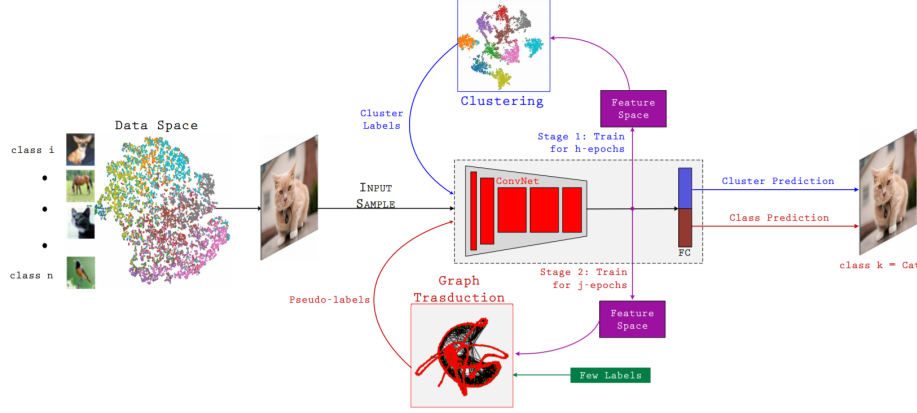 Data Space
class i
class n
INPUT
SAMPLE
Cluster
Labels
Clustering
Feature
Space
Stage 1: Train
for h-epochs
ConvNet
Cluster Prediction
Class Prediction
FC
class k = Cat
Stage 2: Train
for j-epochs
Graph
Trasduction
Pseudo-labels
Feature
Space
Few Labels